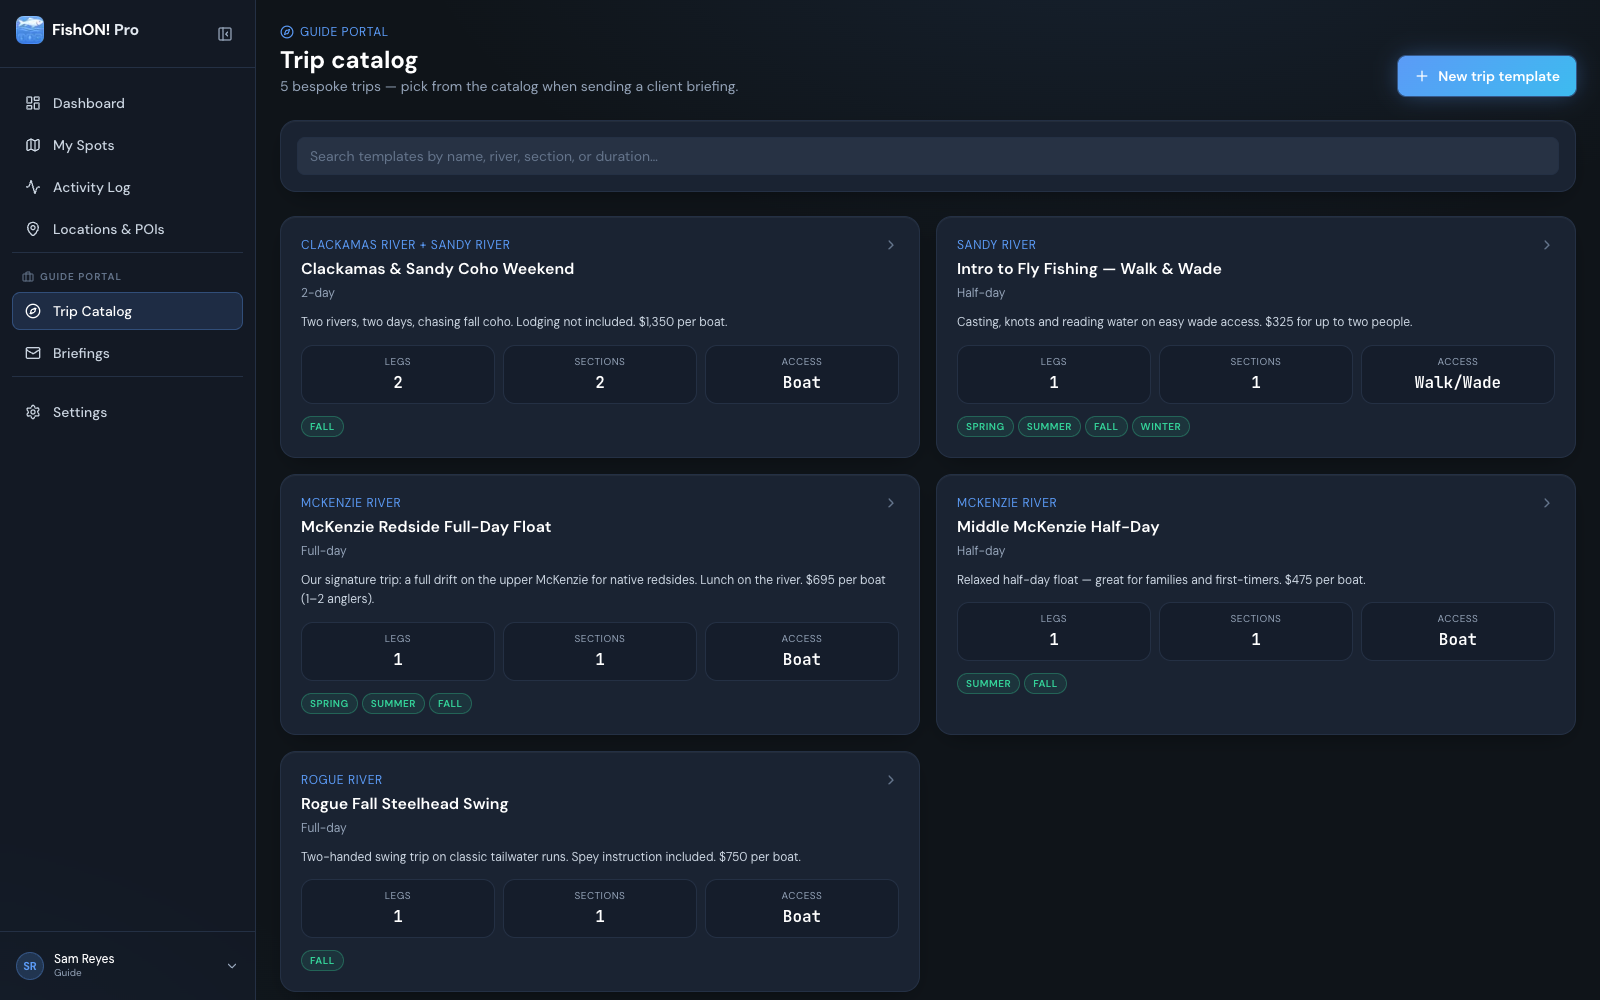 FishON! Pro
Dashboard
My Spots
Activity Log
Locations & POIs
GUIDE PORTAL
Trip Catalog
Briefings
Settings
SR
Sam Reyes
Guide
GUIDE PORTAL
Trip catalog
5 bespoke trips — pick from the catalog when sending a client briefing.
New trip template
Search templates by name, river, section, or duration...
CLACKAMAS RIVER + SANDY RIVER
Clackamas & Sandy Coho Weekend
2-day
Two rivers, two days, chasing fall coho. Lodging not included. $1,350 per boat.
LEGS SECTIONS ACCESS
2 2 Boat
FALL
SANDY RIVER
Intro to Fly Fishing — Walk & Wade
Half-day
Casting, knots and reading water on easy wade access. $325 for up to two people.
LEGS SECTIONS ACCESS
1 1 Walk/Wade
SPRING SUMMER FALL WINTER
MCKENZIE RIVER
McKenzie Redside Full-Day Float
Full-day
Our signature trip: a full drift on the upper McKenzie for native redsides. Lunch on the river. $695 per boat
(1–2 anglers).
LEGS SECTIONS ACCESS
1 1 Boat
SPRING SUMMER FALL
MCKENZIE RIVER
Middle McKenzie Half-Day
Half-day
Relaxed half-day float — great for families and first-timers. $475 per boat.
LEGS SECTIONS ACCESS
1 1 Boat
SUMMER FALL
ROGUE RIVER
Rogue Fall Steelhead Swing
Full-day
Two-handed swing trip on classic tailwater runs. Spey instruction included. $750 per boat.
LEGS SECTIONS ACCESS
1 1 Boat
FALL